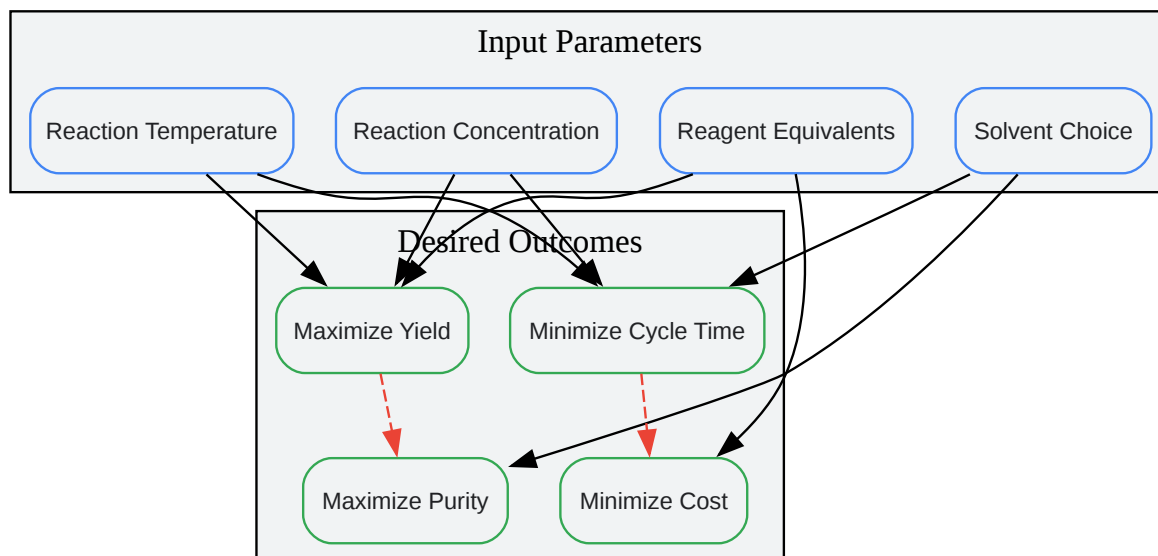 Input Parameters
Reaction Temperature
Reaction Concentration
Reagent Equivalents
Solvent Choice
Desired Outcomes
Maximize Yield
Minimize Cycle Time
Maximize Purity
Minimize Cost